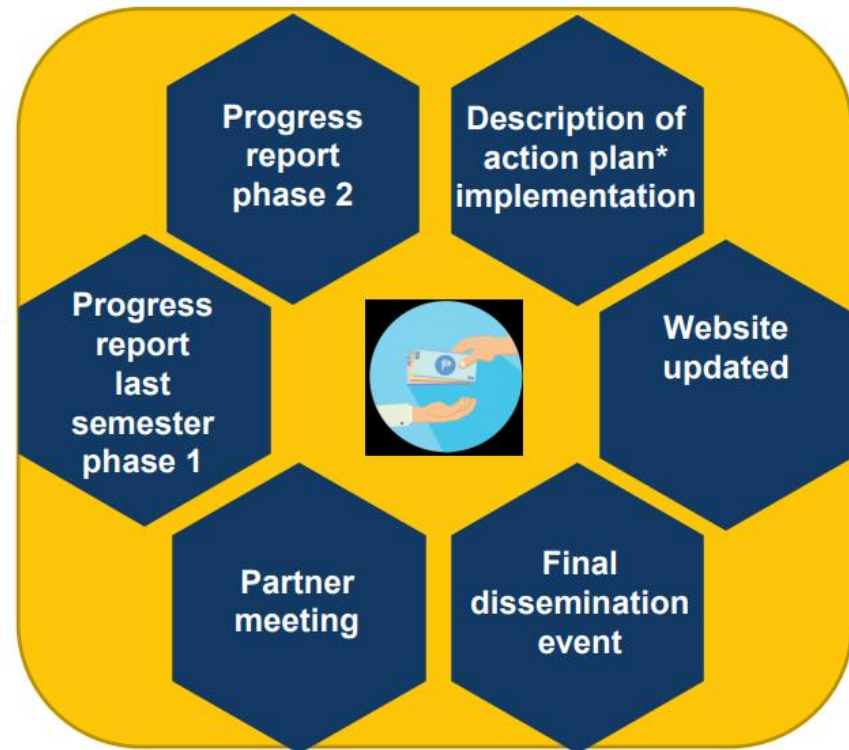 Progress
report
phase 2
Description of
action plan*
implementation
Progress
report
last
semester
phase 1
Website
updated
Partner
meeting
Final
dissemination
event